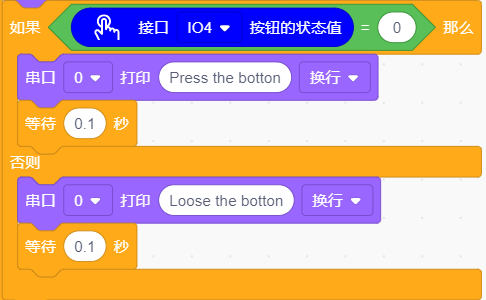 如果 接口 IO4 按钮的状态值 = 0 那么
串口 0 打印 Press the botton 换行
等待 0.1 秒
否则
串口 0 打印 Loose the botton 换行
等待 0.1 秒